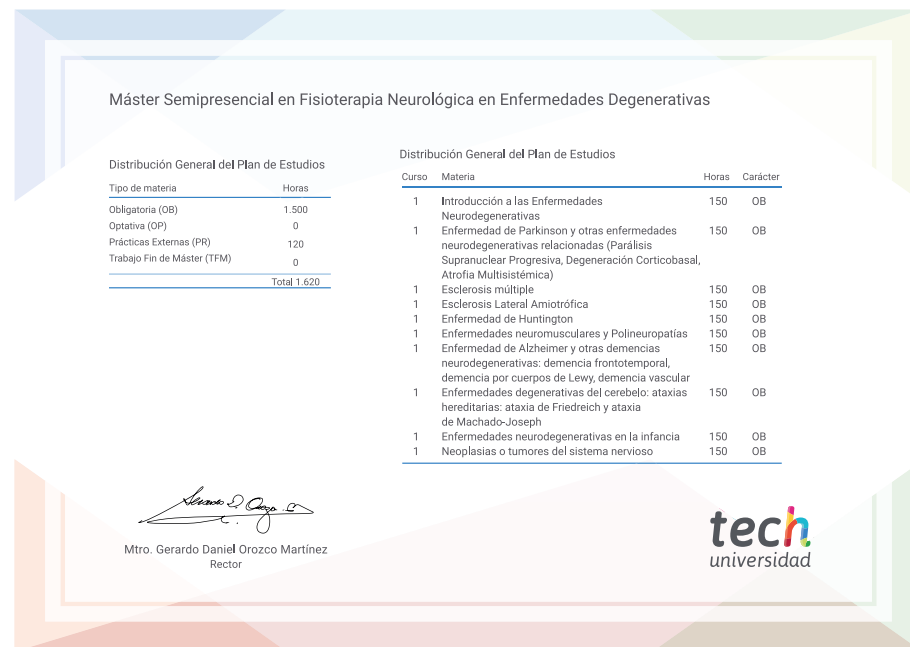 Máster Semipresencial en Fisioterapia Neurológica en Enfermedades Degenerativas
Distribución General del Plan de Estudios
Tipo de materia Horas
Obligatoria (OB) 1.500
Optativa (OP) 0
Prácticas Externas (PR) 120
Trabajo Fin de Máster (TFM) 0
Total 1.620
Distribución General del Plan de Estudios
Curso Materia Horas Carácter
1 Introducción a las Enfermedades 150 OB
Neurodegenerativas
1 Enfermedad de Parkinson y otras enfermedades 150 OB
neurodegenerativas relacionadas (Parálisis
Supranuclear Progresiva, Degeneración Corticobasal,
Atrofia Multisistémica)
1 Esclerosis múltiple 150 OB
1 Esclerosis Lateral Amiotrófica 150 OB
1 Enfermedad de Huntington 150 OB
1 Enfermedades neuromusculares y Polineuropatías 150 OB
1 Enfermedad de Alzheimer y otras demencias 150 OB
neurodegenerativas: demencia frontotemporal,
demencia por cuerpos de Lewy, demencia vascular
1 Enfermedades degenerativas del cerebelo: ataxias 150 OB
hereditarias: ataxia de Friedreich y ataxia
de Machado-Joseph
1 Enfermedades neurodegenerativas en la infancia 150 OB
1 Neoplasias o tumores del sistema nervioso 150 OB
Mtro. Gerardo Daniel Orozco Martínez
Rector
tech
universidad